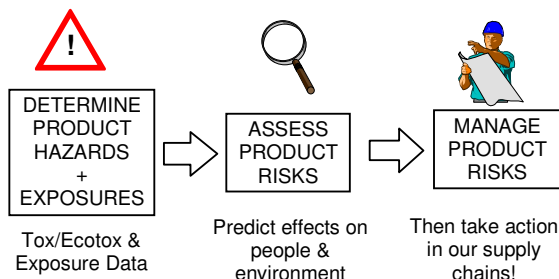 !
DETERMINE
PRODUCT
HAZARDS
+
EXPOSURES
Tox/Ecotox &
Exposure Data
ASSESS
PRODUCT
RISKS
Predict effects on
people &
environment
MANAGE
PRODUCT
RISKS
Then take action
in our supply
chains!